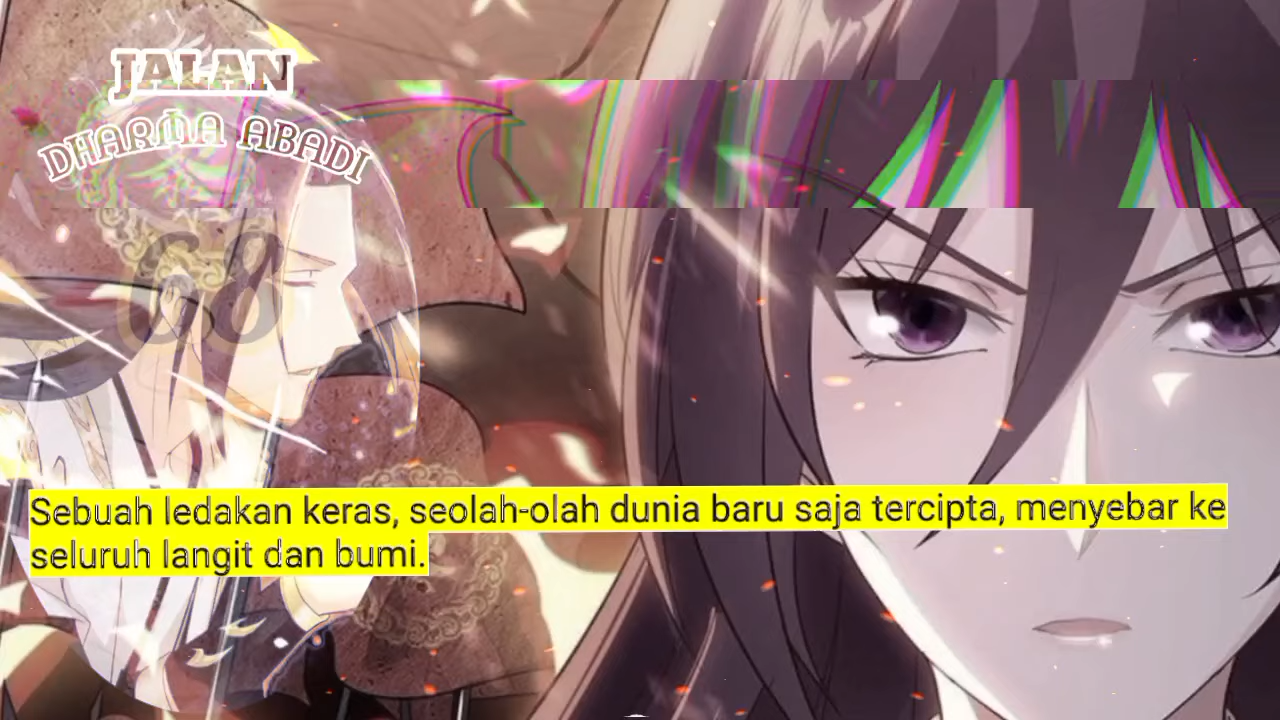 JALAN
DHARMA ABADI
68
Sebuah ledakan keras, seolah-olah dunia baru saja tercipta, menyebar ke
seluruh langit dan bumi.